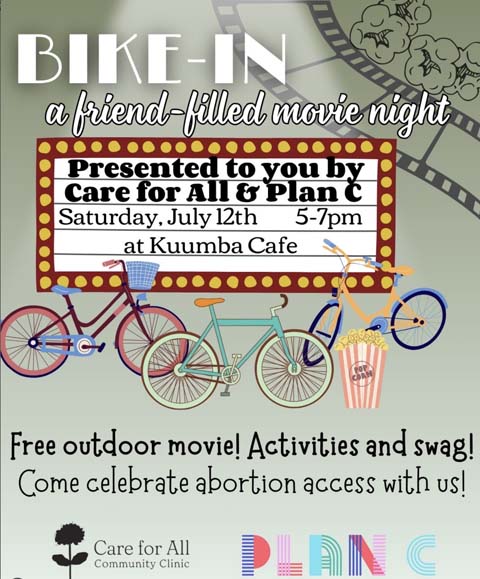 BIKE-IN
a friend-filled movie night
Presented to you by
Care for All & Plan C
Saturday, July 12th 5-7pm
at Kuumba Cafe
POP
CORN
Free outdoor movie! Activities and swag!
Come celebrate abortion access with us!
Care for All
Community Clinic
PLAN C